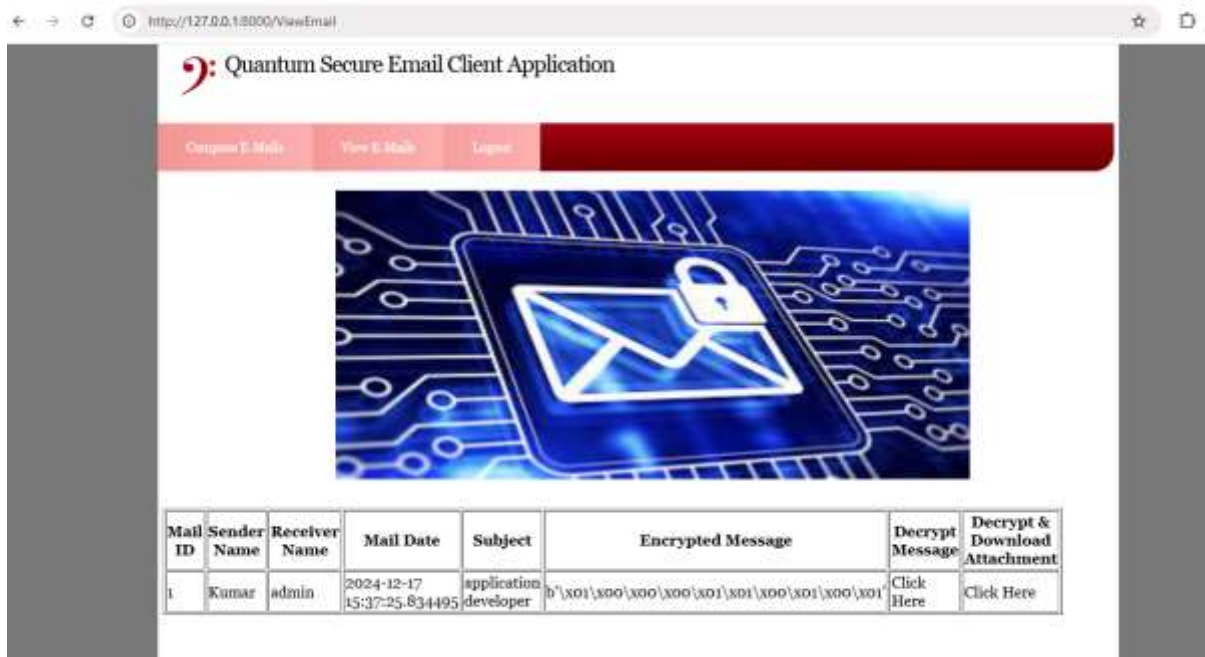 http://127.0.0.1:8000/ViewEmail
Quantum Secure Email Client Application
Compose E-Mails View E-Mails Logout
Mail ID Sender Name Receiver Name Mail Date Subject Encrypted Message Decrypt Message Decrypt & Download Attachment
1 Kumar admin 2024-12-17 15:37:25.834495 application developer b'\x01\x00\x00\x00\x01\x01\x00\x01\x00\x01' Click Here Click Here